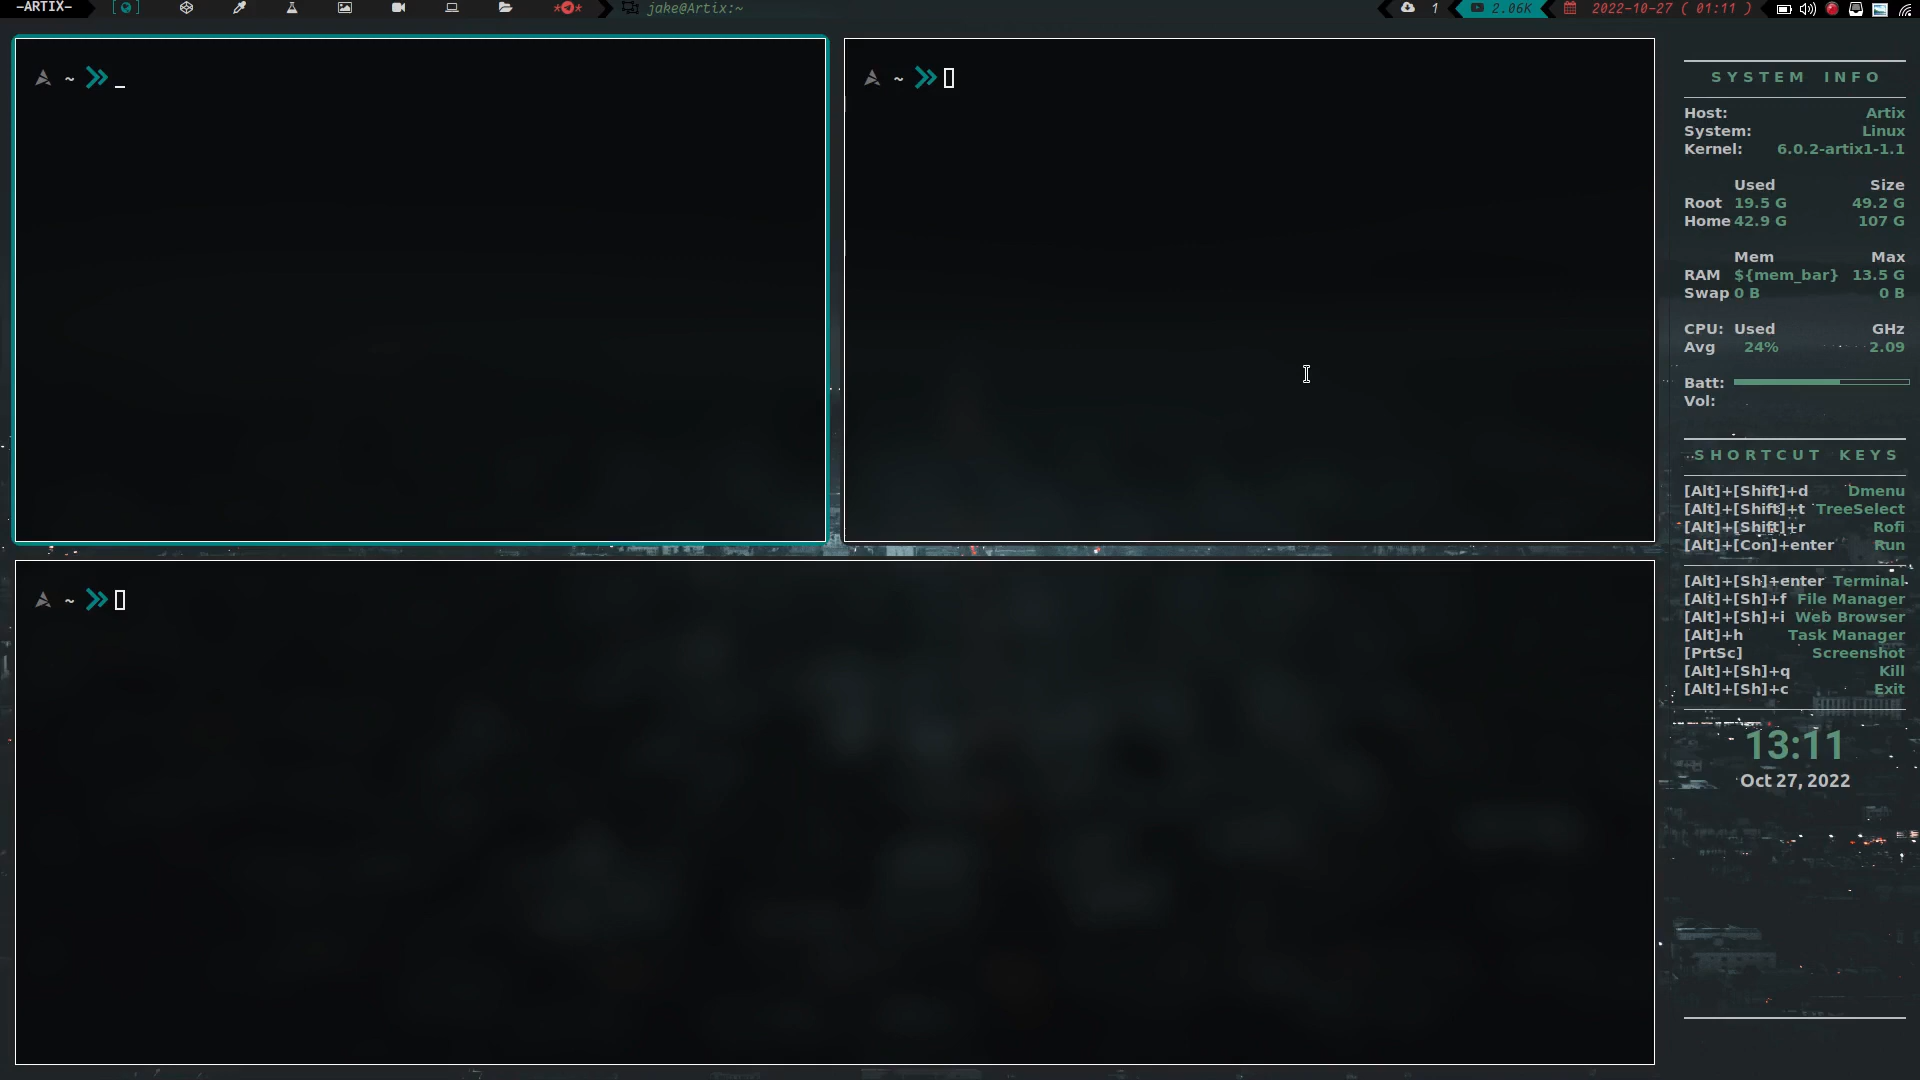 -ARTIX- [ ] * * jake@Artix:~ 1 2.06K 2022-10-27 ( 01:11 )
~ _
~
~
SYSTEM INFO
Host: Artix
System: Linux
Kernel: 6.0.2-artix1-1.1
Used Size
Root 19.5 G 49.2 G
Home 42.9 G 107 G
Mem Max
RAM ${mem_bar} 13.5 G
Swap 0 B 0 B
CPU: Used GHz
Avg 24% 2.09
Batt:
Vol:
SHORTCUT KEYS
[Alt]+[Shift]+d Dmenu
[Alt]+[Shift]+t TreeSelect
[Alt]+[Shift]+r Rofi
[Alt]+[Con]+enter Run
[Alt]+[Sh]+enter Terminal
[Alt]+[Sh]+f File Manager
[Alt]+[Sh]+i Web Browser
[Alt]+h Task Manager
[PrtSc] Screenshot
[Alt]+[Sh]+q Kill
[Alt]+[Sh]+c Exit
13:11
Oct 27, 2022